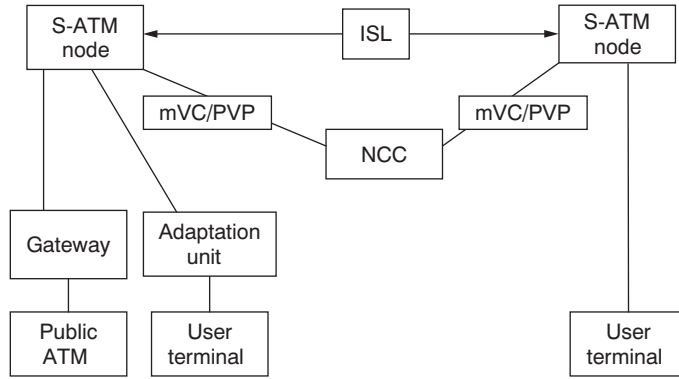 S-ATM
node
ISL
S-ATM
node
mVC/PVP
mVC/PVP
NCC
Gateway
Adaptation
unit
Public
ATM
User
terminal
User
terminal